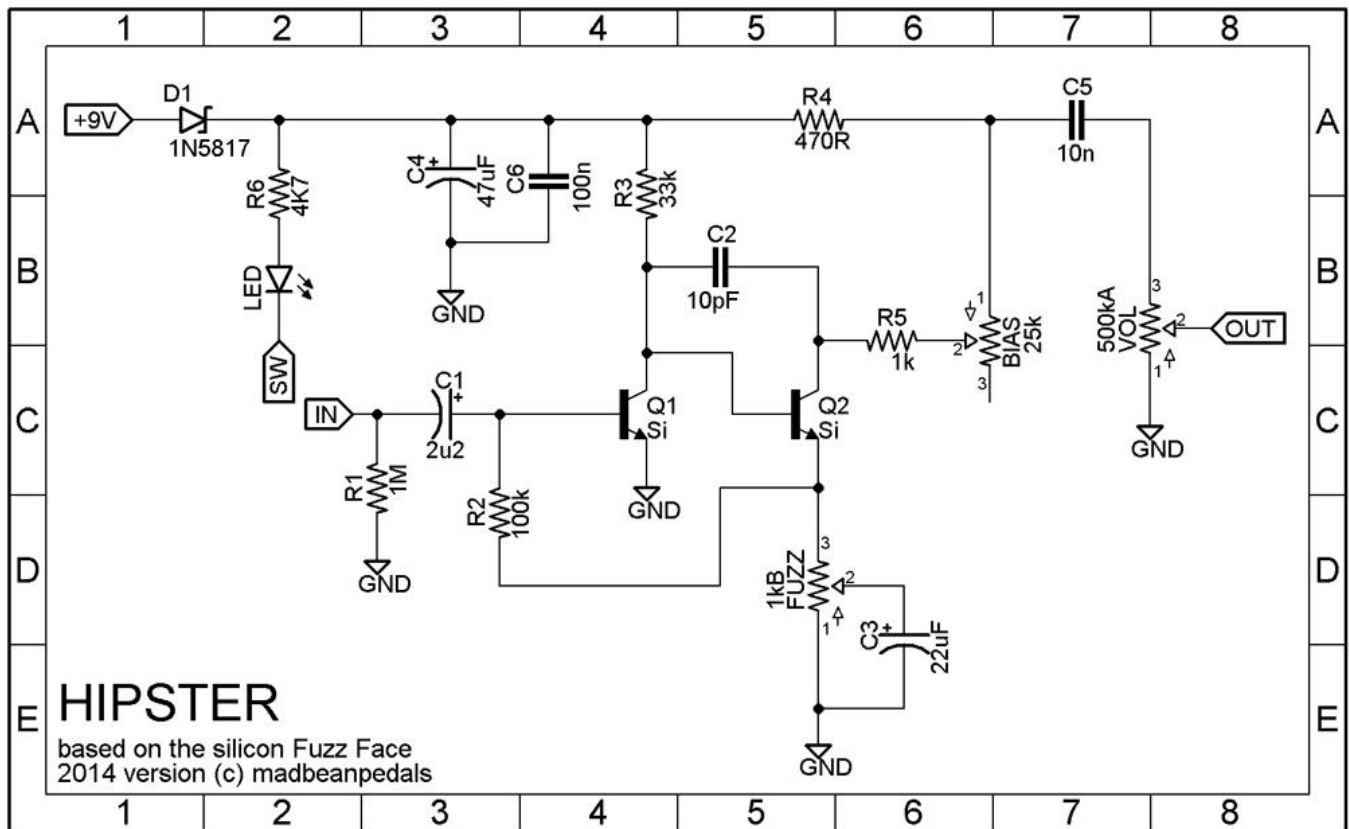 1 2 3 4 5 6 7 8
A
+9V
D1
1N5817
R4
470R
C5
10n
A
R6
4K7
C4
+
47uF
C6
100n
R3
33k
B
LED
GND
C2
10pF
R5
1k
2
1
BIAS
25k
3
500kA
VOL
3
2
1
OUT
B
SW
C
IN
C1
+
2u2
Q1
Si
Q2
Si
GND
C
R1
1M
GND
R2
100k
GND
D
1kB
FUZZ
3
2
1
C3
+
22uF
D
E
HIPSTER
based on the silicon Fuzz Face
2014 version (c) madbeanpedals
GND
E
1 2 3 4 5 6 7 8